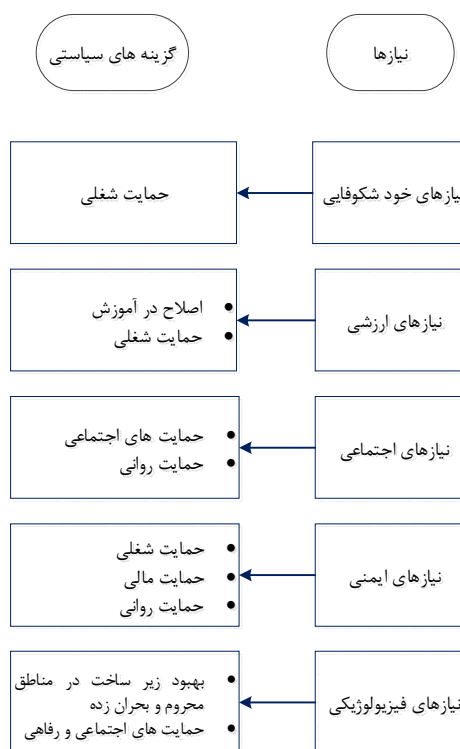 نیازها
گزینه های سیاستی
نیازهای خود شکوفایی
حمایت شغلی
نیازهای ارزشی
• اصلاح در آموزش
• حمایت شغلی
نیازهای اجتماعی
• حمایت های اجتماعی
• حمایت روانی
نیازهای ایمنی
• حمایت شغلی
• حمایت مالی
• حمایت روانی
نیازهای فیزیولوژیکی
• بهبود زیر ساخت در مناطق
محروم و بحران زده
• حمایت های اجتماعی و رفاهی